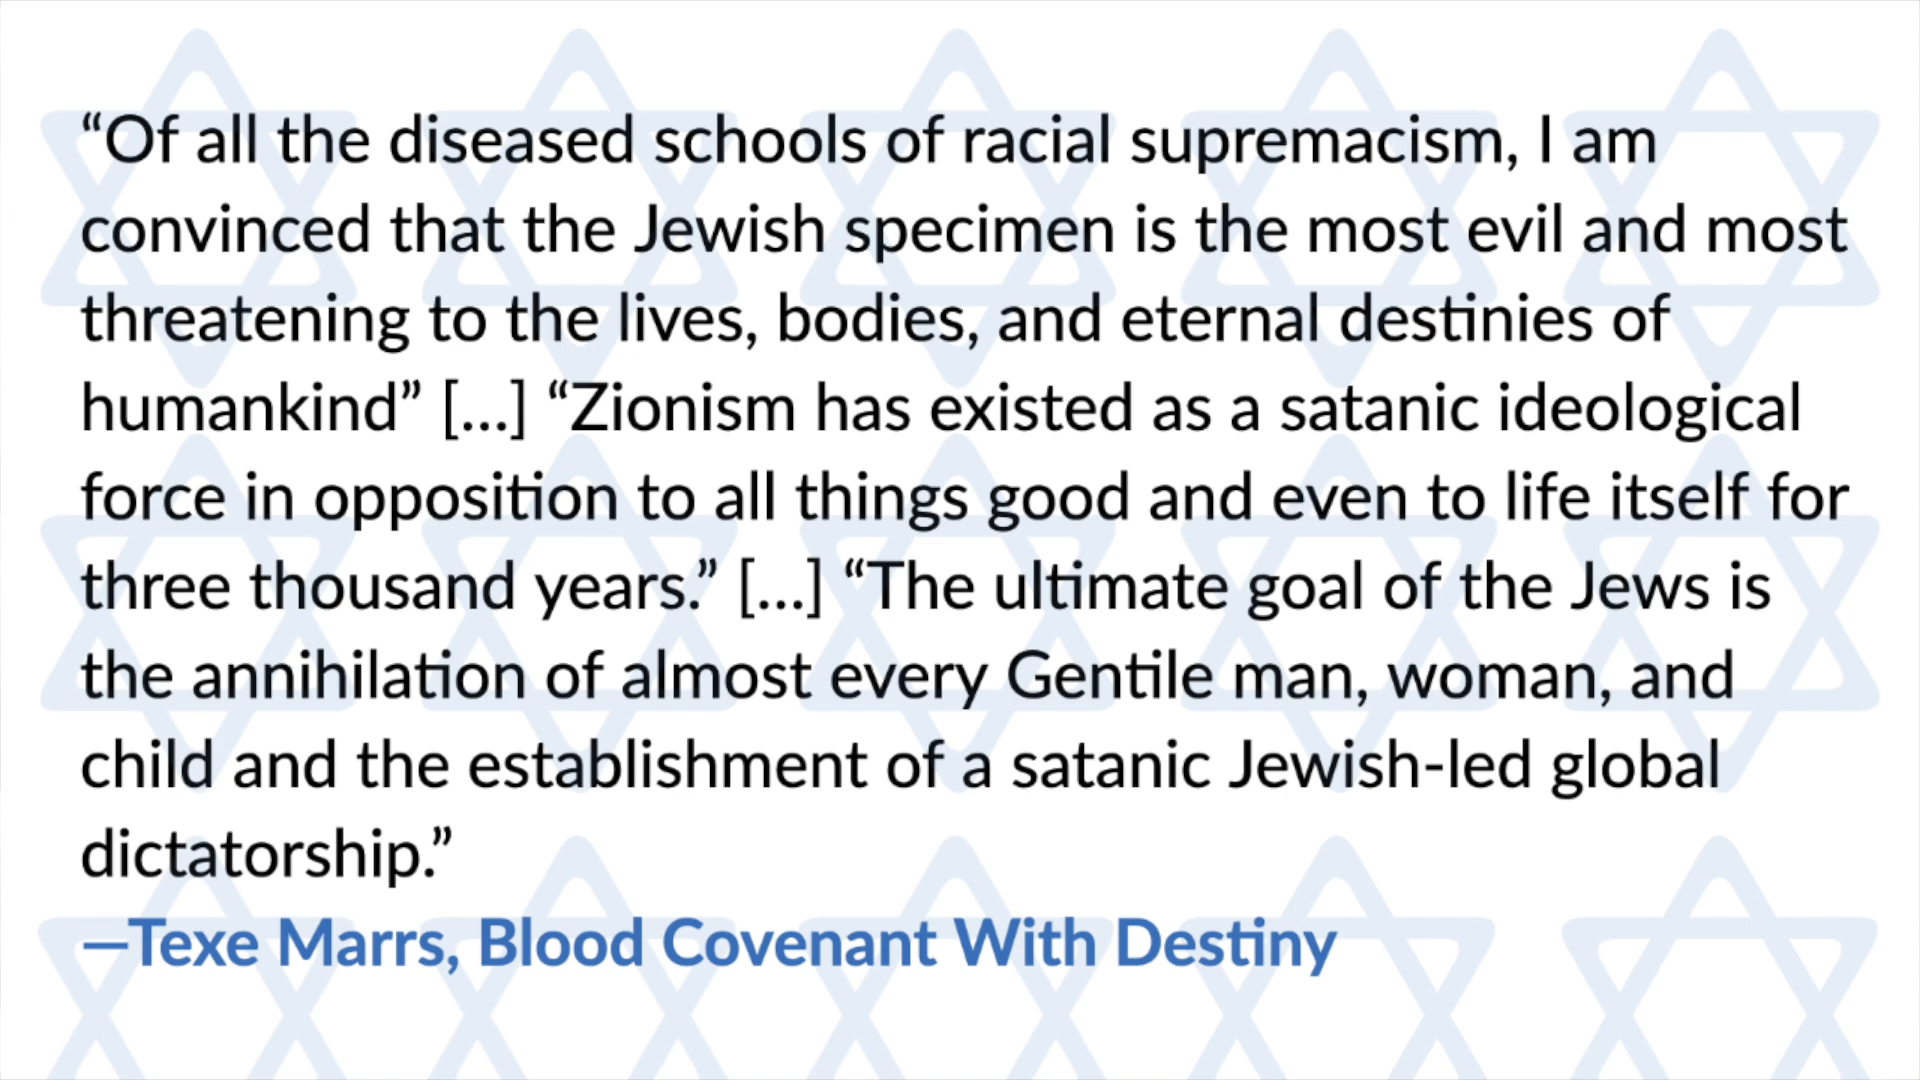 “Of all the diseased schools of racial supremacism, I am
convinced that the Jewish specimen is the most evil and most
threatening to the lives, bodies, and eternal destinies of
humankind” [...] “Zionism has existed as a satanic ideological
force in opposition to all things good and even to life itself for
three thousand years.” [...] “The ultimate goal of the Jews is
the annihilation of almost every Gentile man, woman, and
child and the establishment of a satanic Jewish-led global
dictatorship.”
—Texe Marrs, Blood Covenant With Destiny